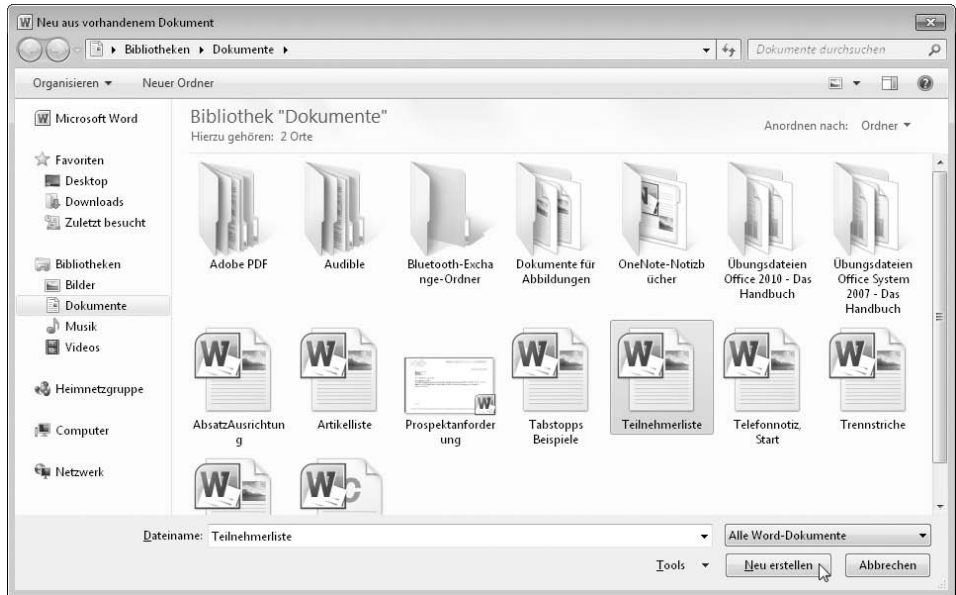 Neu aus vorhandenem Dokument
Bibliotheken Dokumente
Dokumente durchsuchen
Organisieren Neuer Ordner
Microsoft Word
Favoriten
Desktop
Downloads
Zuletzt besucht
Bibliotheken
Bilder
Dokumente
Musik
Videos
Heimnetzgruppe
Computer
Netzwerk
Bibliothek "Dokumente"
Hierzu gehören: 2 Orte
Anordnen nach: Ordner
Adobe PDF
Audible
Bluetooth-Excha
nge-Ordner
Dokumente für
Abbildungen
OneNote-Notizb
ücher
Übungsdateien
Office 2010 - Das
Handbuch
Übungsdateien
Office System
2007 - Das
Handbuch
AbsatzAusrichtun
g
Artikelliste
Prospektanforder
ung
Tabstopps
Beispiele
Teilnehmerliste
Telefonnotiz,
Start
Trennstriche
Dateiname: Teilnehmerliste
Alle Word-Dokumente
Tools
Neu erstellen
Abbrechen